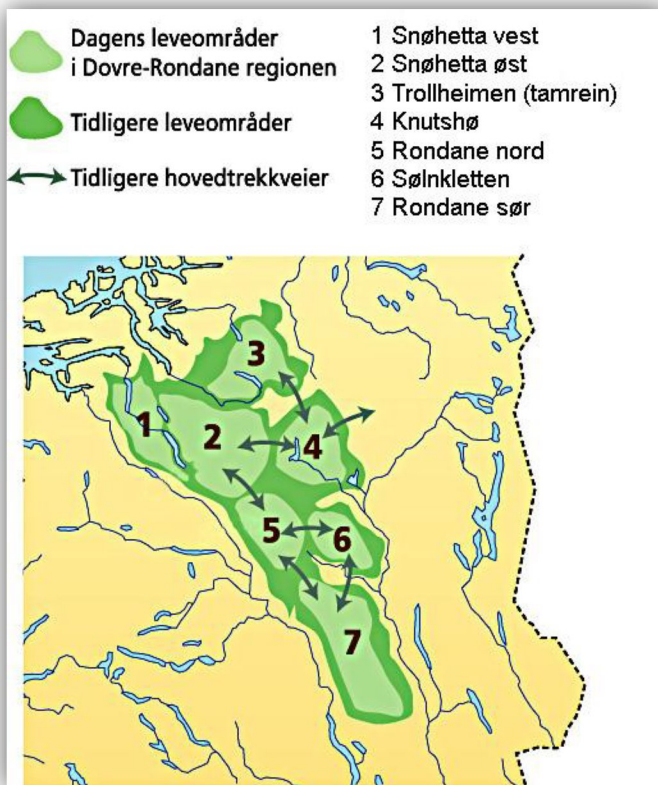 Dagens leveområder
i Dovre-Rondane regionen
Tidligere leveområder
Tidligere hovedtrekkveier
1 Snøhetta vest
2 Snøhetta øst
3 Trollheimen (tamrein)
4 Knutshø
5 Rondane nord
6 Sølnkletten
7 Rondane sør
3
1
2
4
5
6
7